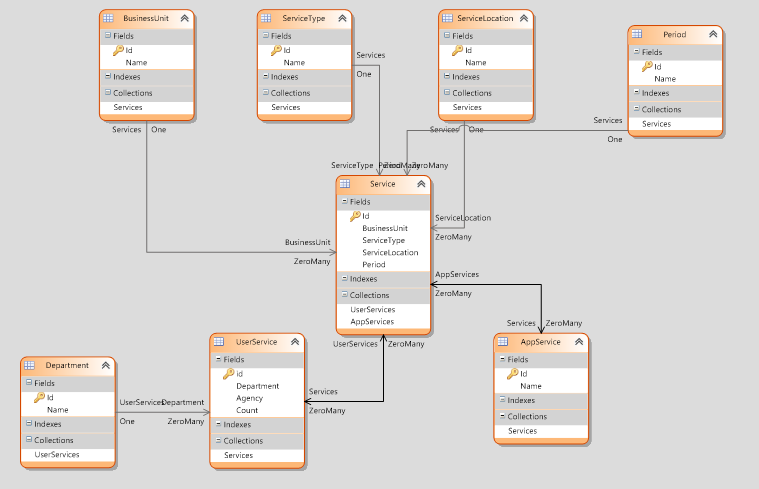 BusinessUnit
Fields
Id
Name
Indexes
Collections
Services
ServiceType
Fields
Id
Name
Indexes
Collections
Services
ServiceLocation
Fields
Id
Name
Indexes
Collections
Services
Period
Fields
Id
Name
Indexes
Collections
Services
Services One
Services
One
Services One
Services
One
ServiceType Period ZeroMany ZeroMany
Service
Fields
Id
BusinessUnit
ServiceType
ServiceLocation
Period
Indexes
Collections
UserServices
AppServices
BusinessUnit
ZeroMany
ServiceLocation
ZeroMany
AppServices
ZeroMany
Services ZeroMany
UserServices ZeroMany
UserService
Fields
Id
Department
Agency
Count
Indexes
Collections
Services
Services
ZeroMany
AppService
Fields
Id
Name
Indexes
Collections
Services
Department
Fields
Id
Name
Indexes
Collections
UserServices
UserServices Department
One ZeroMany